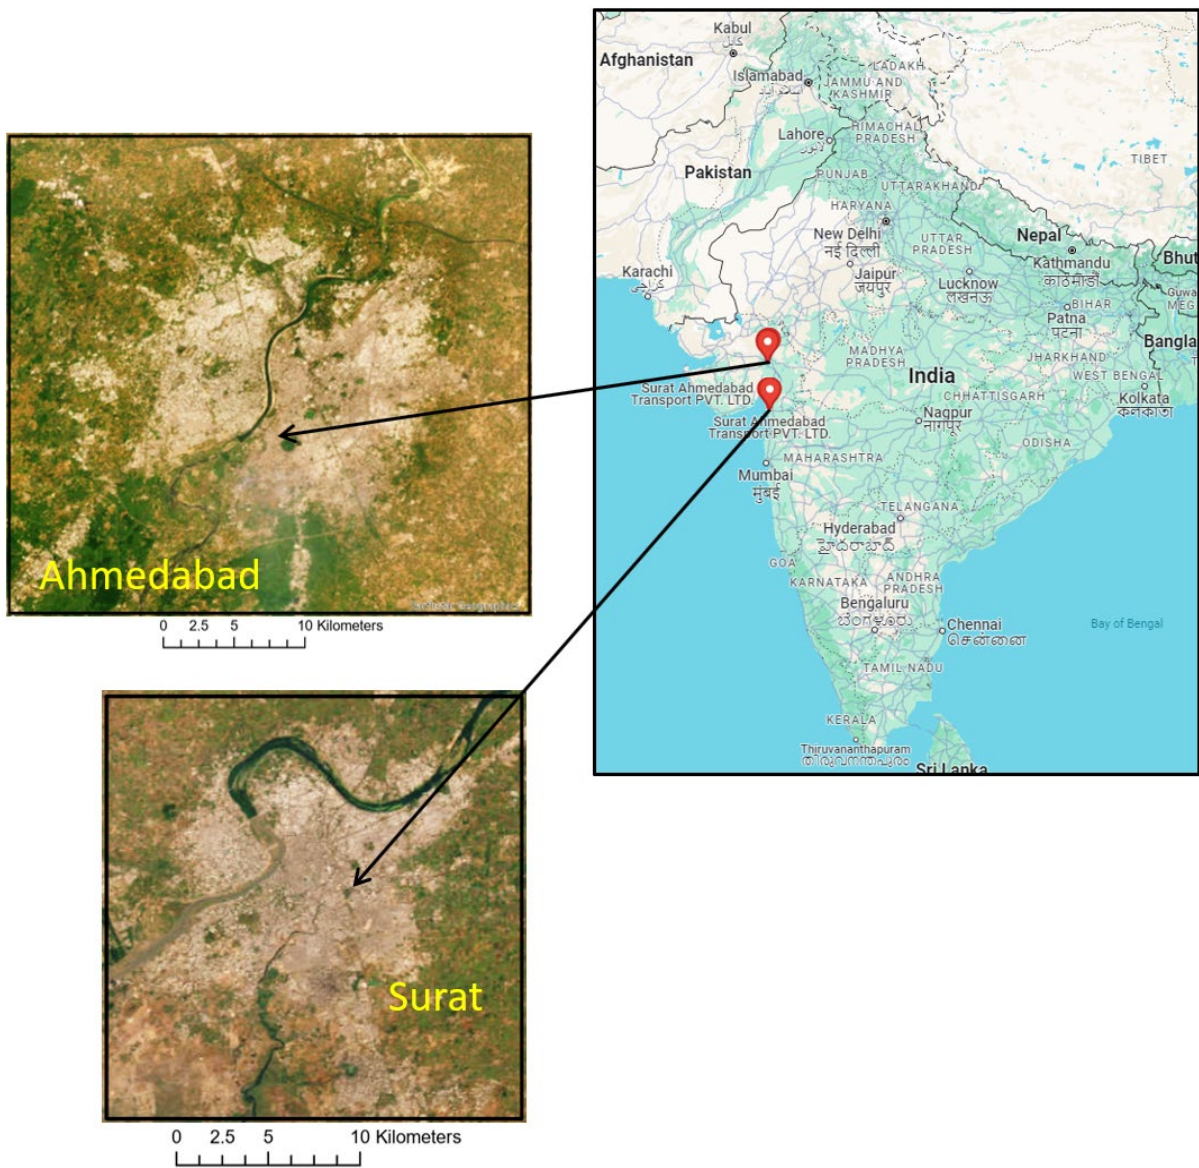 Kabul
کابل
Afghanistan
LADAKH
Islamabad
اسلام آباد
JAMMU AND
KASHMIR
HIMACHAL
PRADESH
Lahore
لاہور
TIBET
Pakistan
PUNJAB
UTTARAKHAND
HARYANA
New Delhi
नई दिल्ली
UTTAR
PRADESH
Nepal
Kathmandu
काठमाडौं
Bhut
Karachi
کراچی
Jaipur
जयपुर
Lucknow
लखनऊ
Guwa
MEG
BIHAR
Patna
पटना
Bangla
MADHYA
PRADESH
JHARKHAND
India
WEST BENGAL
Surat Ahmedabad
Transport PVT. LTD.
CHHATTISGARH
Kolkata
কলকাতা
Surat Ahmedabad
Transport PVT. LTD.
Nagpur
नागपूर
ODISHA
MAHARASHTRA
Mumbai
मुंबई
TELANGANA
Hyderabad
హైదరాబాద్
GOA
KARNATAKA
ANDHRA
PRADESH
Bengaluru
ಬೆಂಗಳೂರು
Chennai
சென்னை
Bay of Bengal
TAMIL NADU
KERALA
Thiruvananthapuram
തിരുവനന്തപുരം
Sri Lanka
Ahmedabad
0 2.5 5 10 Kilometers
Surat
0 2.5 5 10 Kilometers